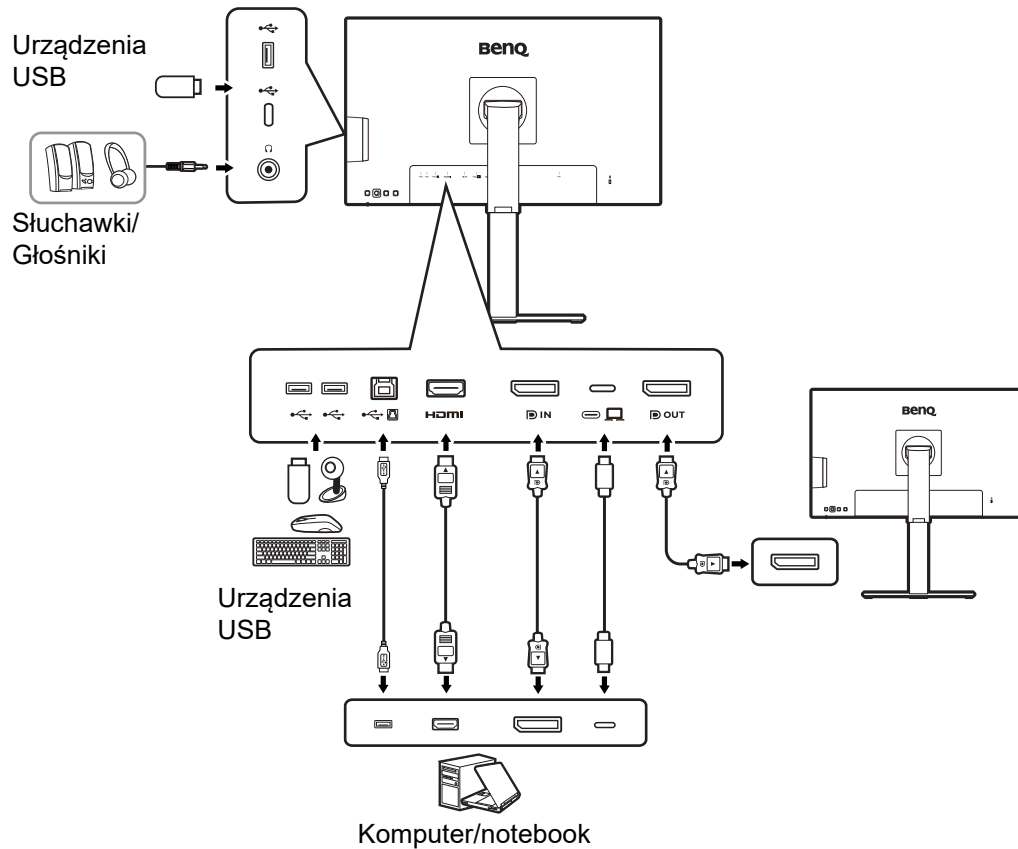 Urządzenia
USB
BenQ
Słuchawki/
Głośniki
HDMI
IN
OUT
BenQ
Urządzenia
USB
Komputer/notebook